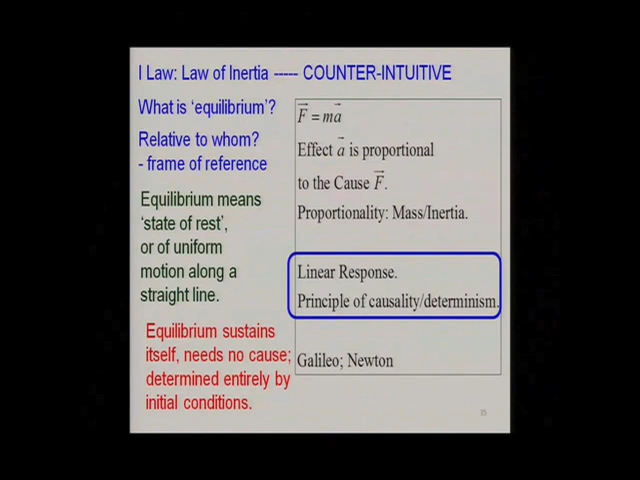 I Law: Law of Inertia ----- COUNTER-INTUITIVE
What is ‘equilibrium’?
Relative to whom?
- frame of reference
Equilibrium means
‘state of rest’,
or of uniform
motion along a
straight line.
Equilibrium sustains
itself, needs no cause;
determined entirely by
initial conditions.
F⃗ = ma⃗
Effect a⃗ is proportional
to the Cause F⃗.
Proportionality: Mass/Inertia.
Linear Response.
Principle of causality/determinism.
Galileo; Newton